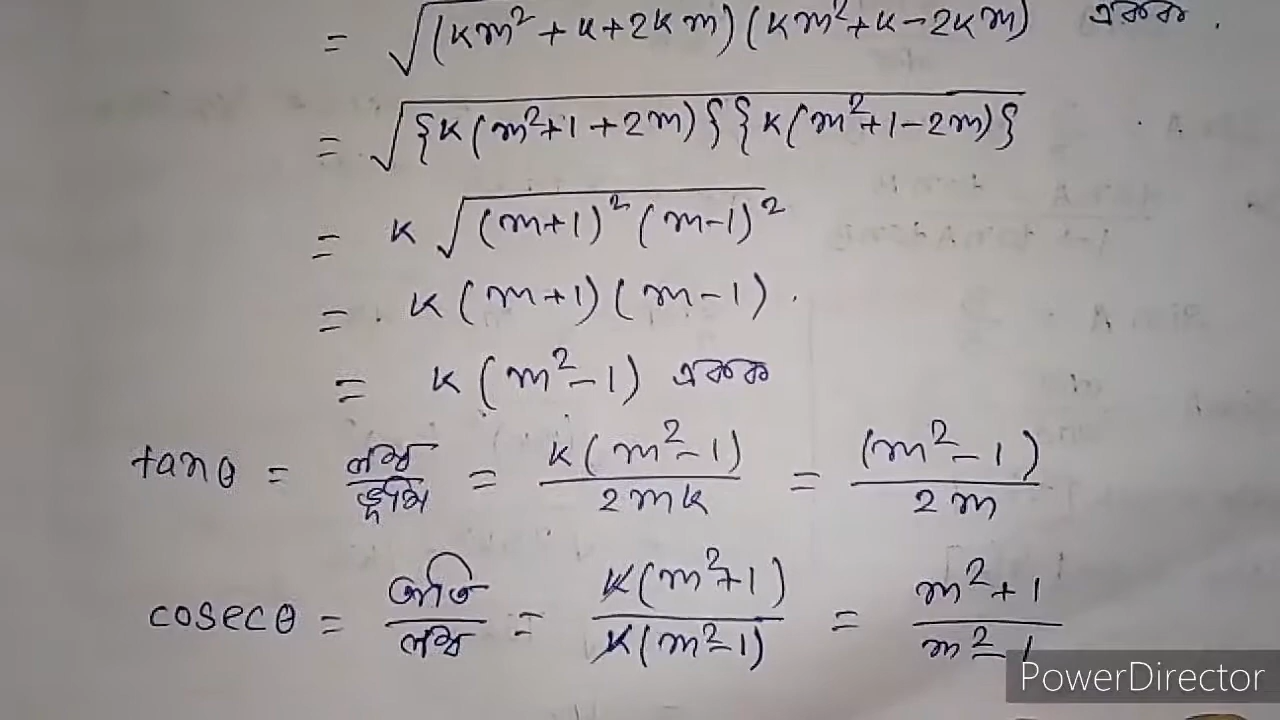 = √(km² + k + 2km)(km² + k - 2km) একক.
= √{k(m²+1+2m)}{k(m²+1-2m)}
= k √(m+1)²(m-1)²
= k(m+1)(m-1).
= k(m²-1) একক
tanθ = লম্ব/ভূমি = k(m²-1)/2mk = (m²-1)/2m
cosecθ = অতি/লম্ব = k(m²+1)/k(m²-1) = m²+1/m²-1
PowerDirector